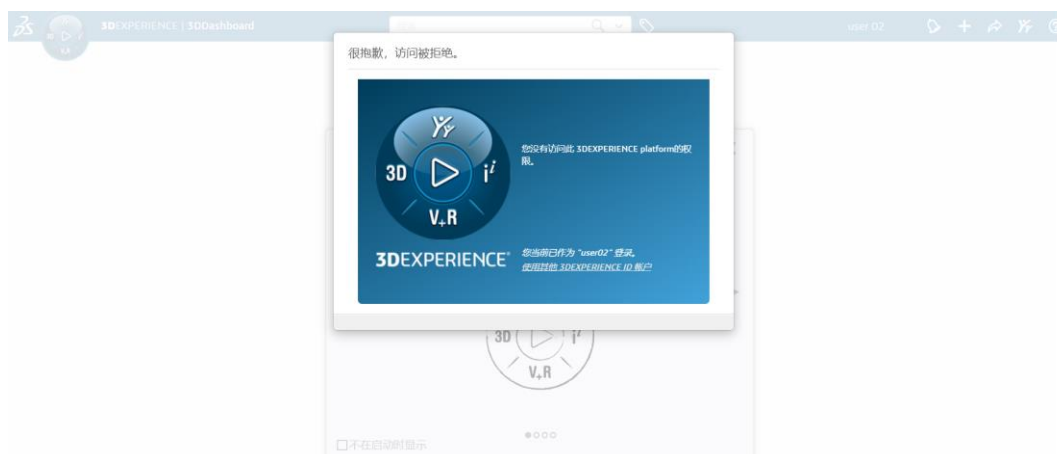 3DEXPERIENCE | 3DDashboard
user 02
很抱歉，访问被拒绝。
您没有访问此 3DEXPERIENCE platform的权
限。
3D
i^i
V+R
3DEXPERIENCE
您当前已作为 "user02" 登录。
使用其他 3DEXPERIENCE ID 帐户
3D
i^i
V+R
不在启动时显示